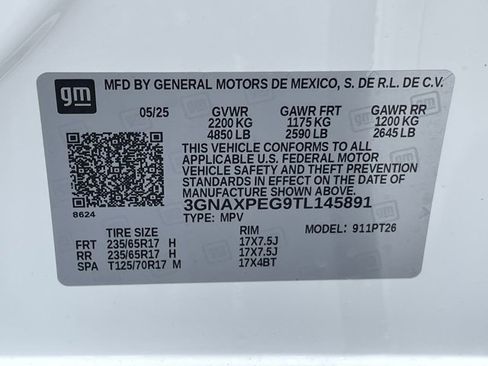 gm
MFD BY GENERAL MOTORS DE MEXICO, S. DE R.L. DE C.V.
05/25 GVWR GAWR FRT GAWR RR
2200 KG 1175 KG 1200 KG
4850 LB 2590 LB 2645 LB
THIS VEHICLE CONFORMS TO ALL
APPLICABLE U.S. FEDERAL MOTOR
VEHICLE SAFETY AND THEFT PREVENTION
STANDARDS IN EFFECT ON THE DATE OF
MANUFACTURE SHOWN ABOVE.
3GNAXPEG9TL145891
8624 TYPE: MPV
TIRE SIZE RIM MODEL: 911PT26
FRT 235/65R17 H 17X7.5J
RR 235/65R17 H 17X7.5J
SPA T125/70R17 M 17X4BT